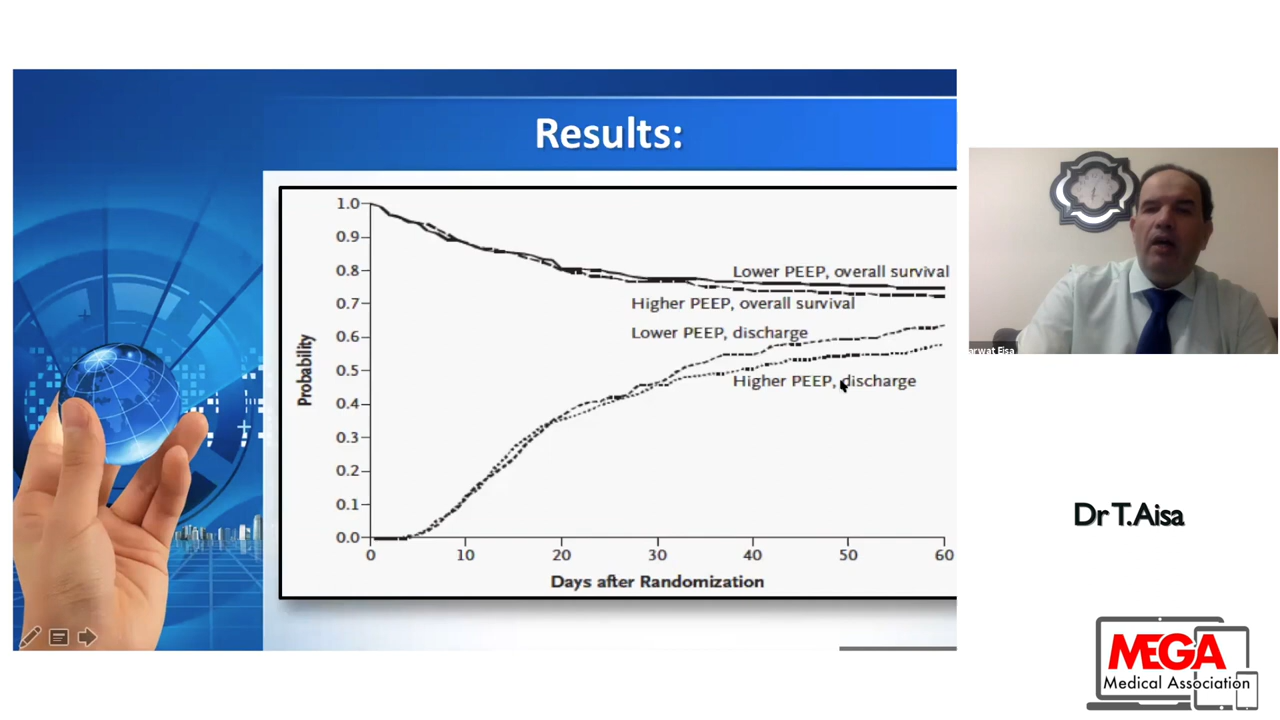 Results:
1.0
0.9
0.8
0.7
0.6
0.5
0.4
0.3
0.2
0.1
0.0
Probability
Lower PEEP, overall survival
Higher PEEP, overall survival
Lower PEEP, discharge
Higher PEEP, discharge
0 10 20 30 40 50 60
Days after Randomization
arwat Eisa
Dr T.Aisa
MEGA
Medical Association